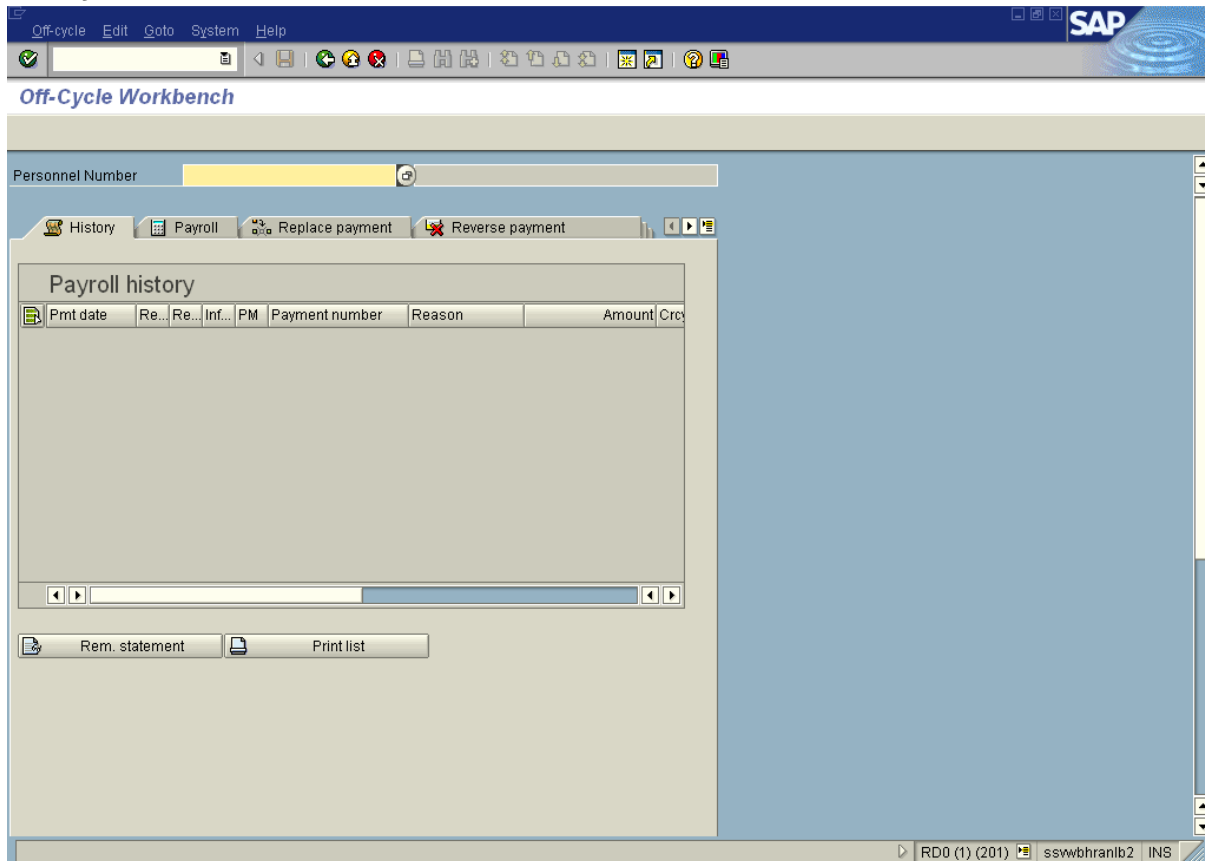 Off-cycle Edit Goto System Help
SAP
Off-Cycle Workbench
Personnel Number
History Payroll Replace payment Reverse payment
Payroll history
Pmt date Re... Re... Inf... PM Payment number Reason Amount Crcy
Rem. statement Print list
RD0 (1) (201) sswwbhranlb2 INS